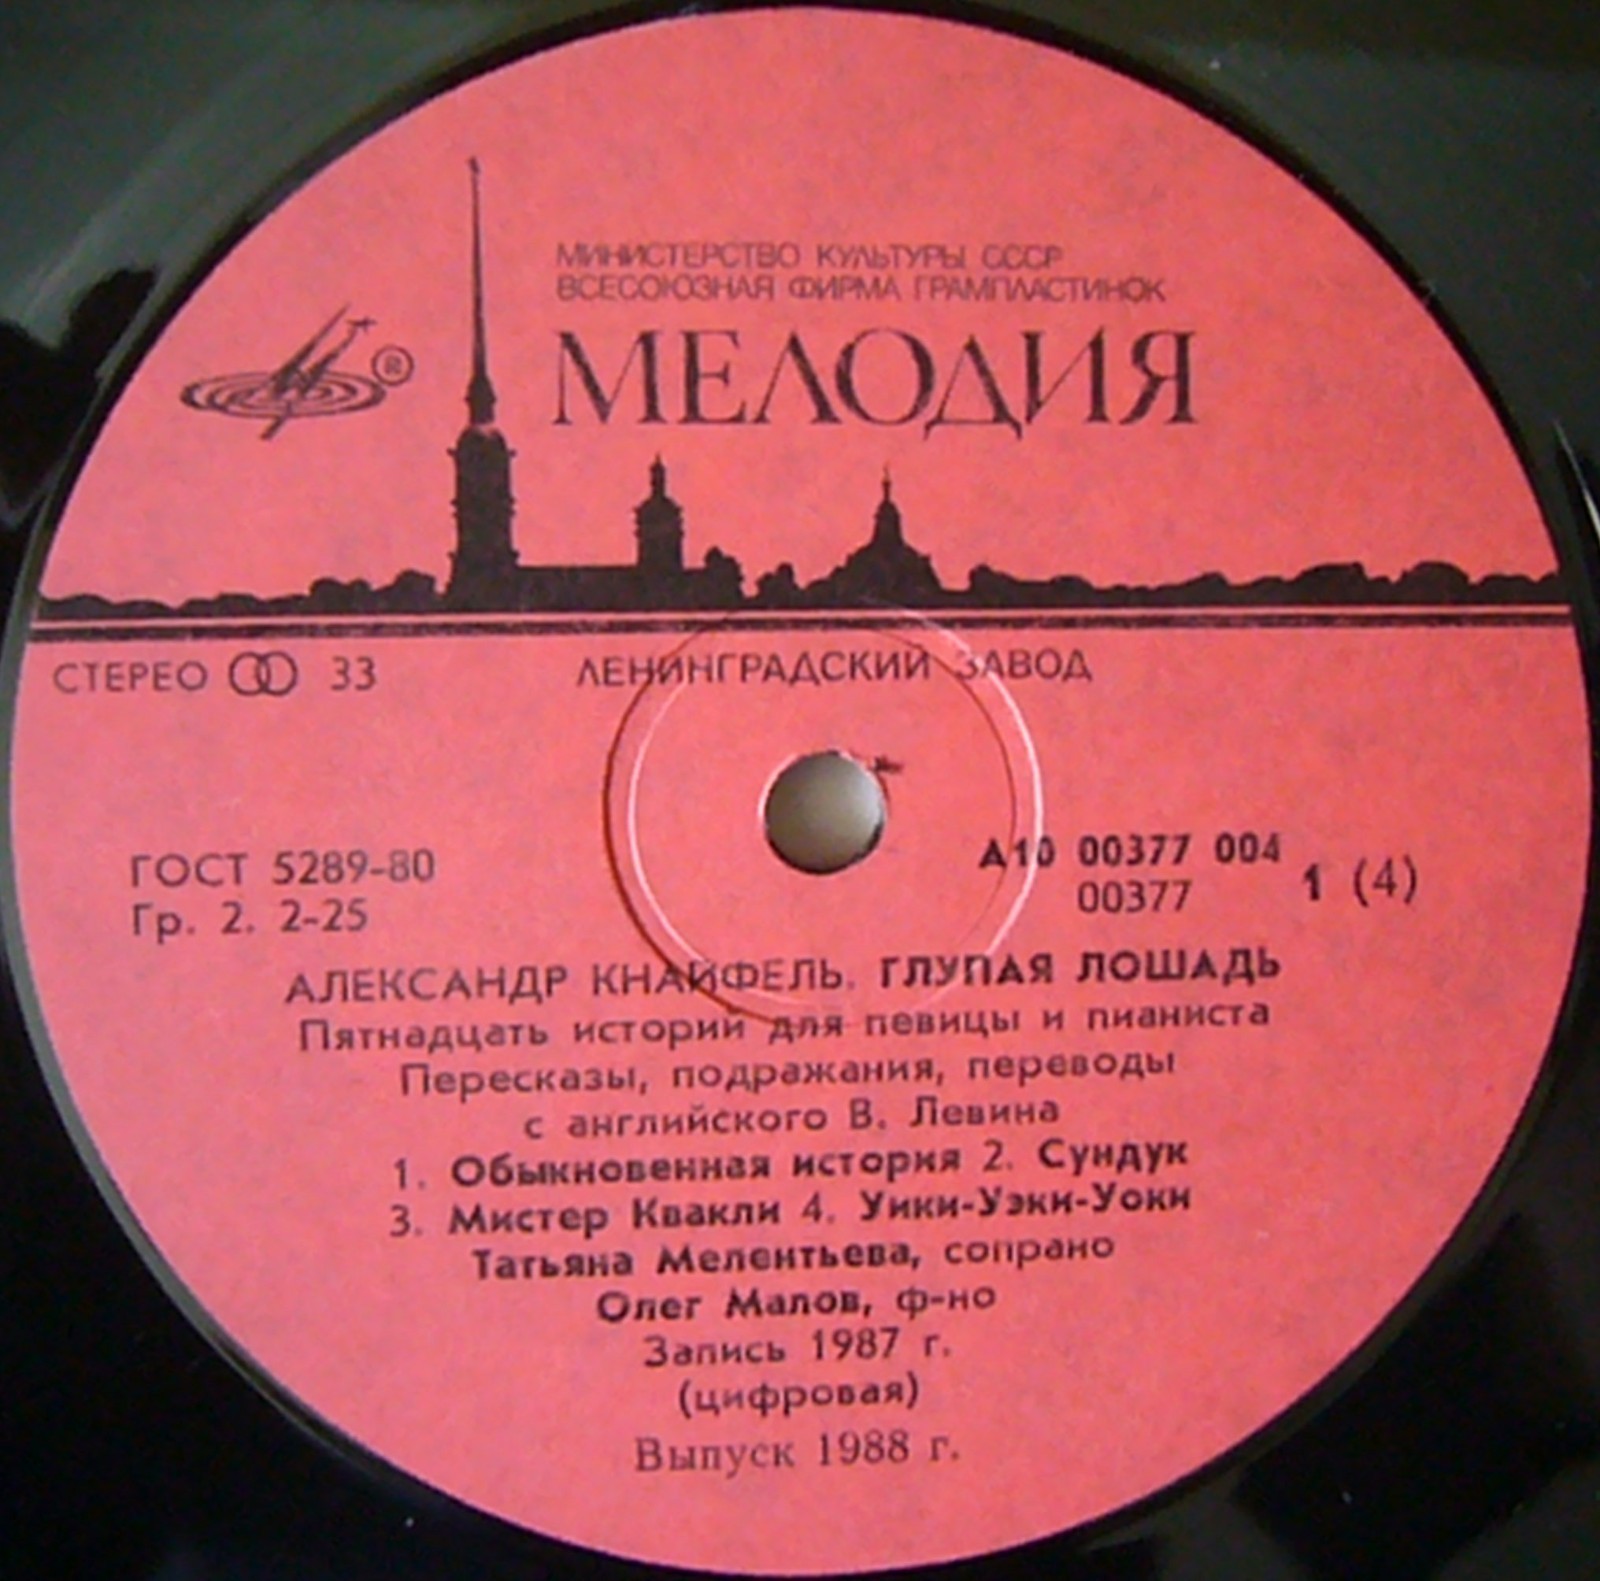 МИНИСТЕРСТВО КУЛЬТУРЫ СССР
ВСЕСОЮЗНАЯ ФИРМА ГРАМПЛАСТИНОК
МЕЛОДИЯ
®
СТЕРЕО 33
ЛЕНИНГРАДСКИЙ ЗАВОД
ГОСТ 5289-80
Гр. 2. 2-25
А10 00377 004
00377
1 (4)
АЛЕКСАНДР КНАЙФЕЛЬ. ГЛУПАЯ ЛОШАДЬ
Пятнадцать историй для певицы и пианиста
Пересказы, подражания, переводы
с английского В. Левина
1. Обыкновенная история 2. Сундук
3. Мистер Квакли 4. Уики-Уэки-Уоки
Татьяна Мелентьева, сопрано
Олег Малов, ф-но
Запись 1987 г.
(цифровая)
Выпуск 1988 г.